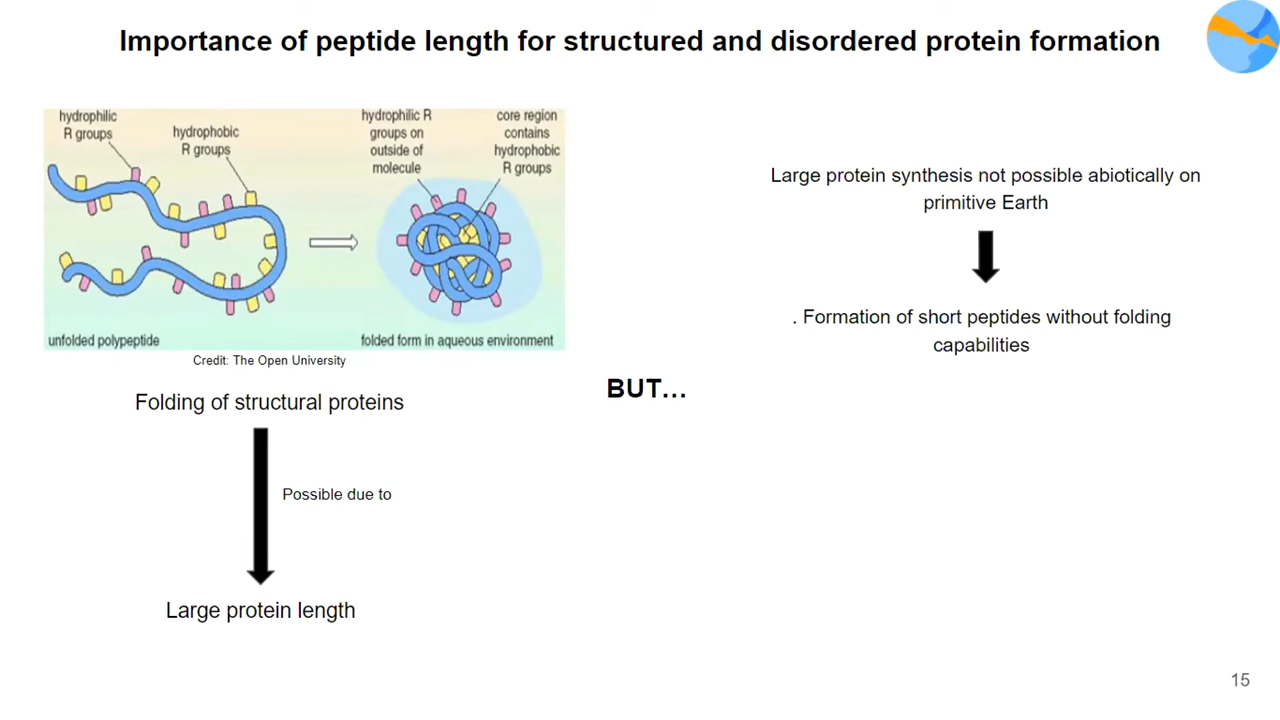 Importance of peptide length for structured and disordered protein formation
hydrophilic
R groups
hydrophobic
R groups
hydrophilic R
groups on
outside of
molecule
core region
contains
hydrophobic
R groups
unfolded polypeptide
folded form in aqueous environment
Credit: The Open University
Folding of structural proteins
Possible due to
Large protein length
BUT...
Large protein synthesis not possible abiotically on
primitive Earth
. Formation of short peptides without folding
capabilities
15